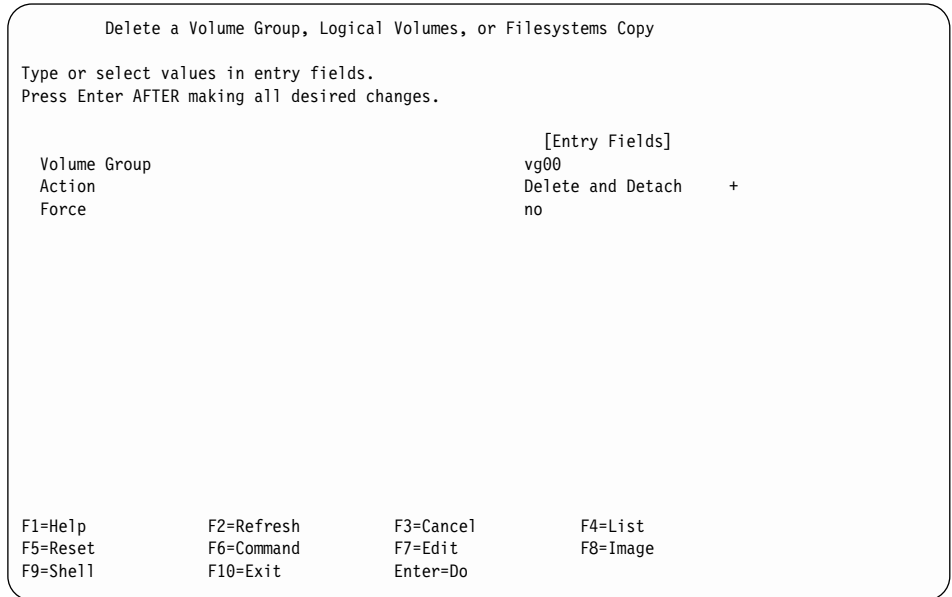 Delete a Volume Group, Logical Volumes, or Filesystems Copy
Type or select values in entry fields.
Press Enter AFTER making all desired changes.
[Entry Fields]
Volume Group vg00
Action Delete and Detach +
Force no
F1=Help F2=Refresh F3=Cancel F4=List
F5=Reset F6=Command F7=Edit F8=Image
F9=Shell F10=Exit Enter=Do